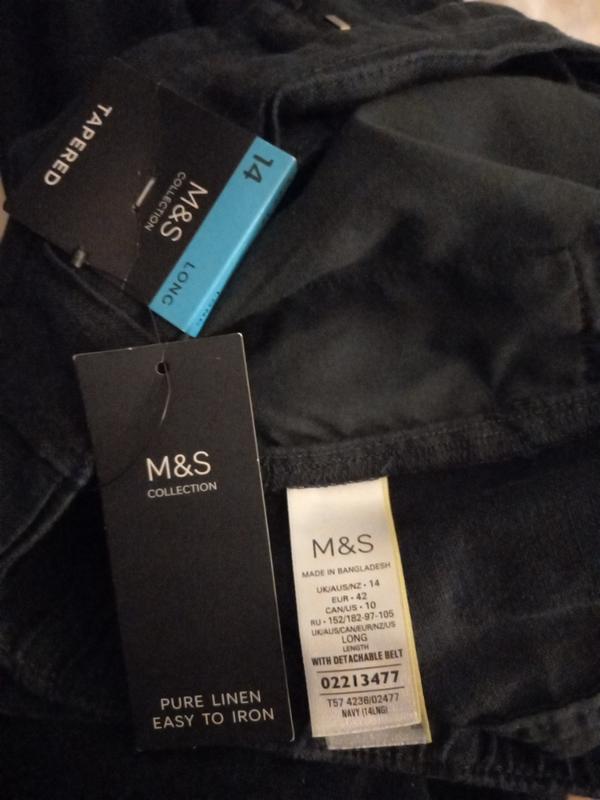 TAPERED
M&S
COLLECTION
14
LONG
M&S
COLLECTION
PURE LINEN
EASY TO IRON
M&S
MADE IN BANGLADESH
UK/AUS/NZ • 14
EUR • 42
CAN/US • 10
RU • 152/182-97-105
UK/AUS/CAN/EUR/NZ/US
LONG
LENGTH
WITH DETACHABLE BELT
02213477
T57 4236/02477
NAVY (14LNG)